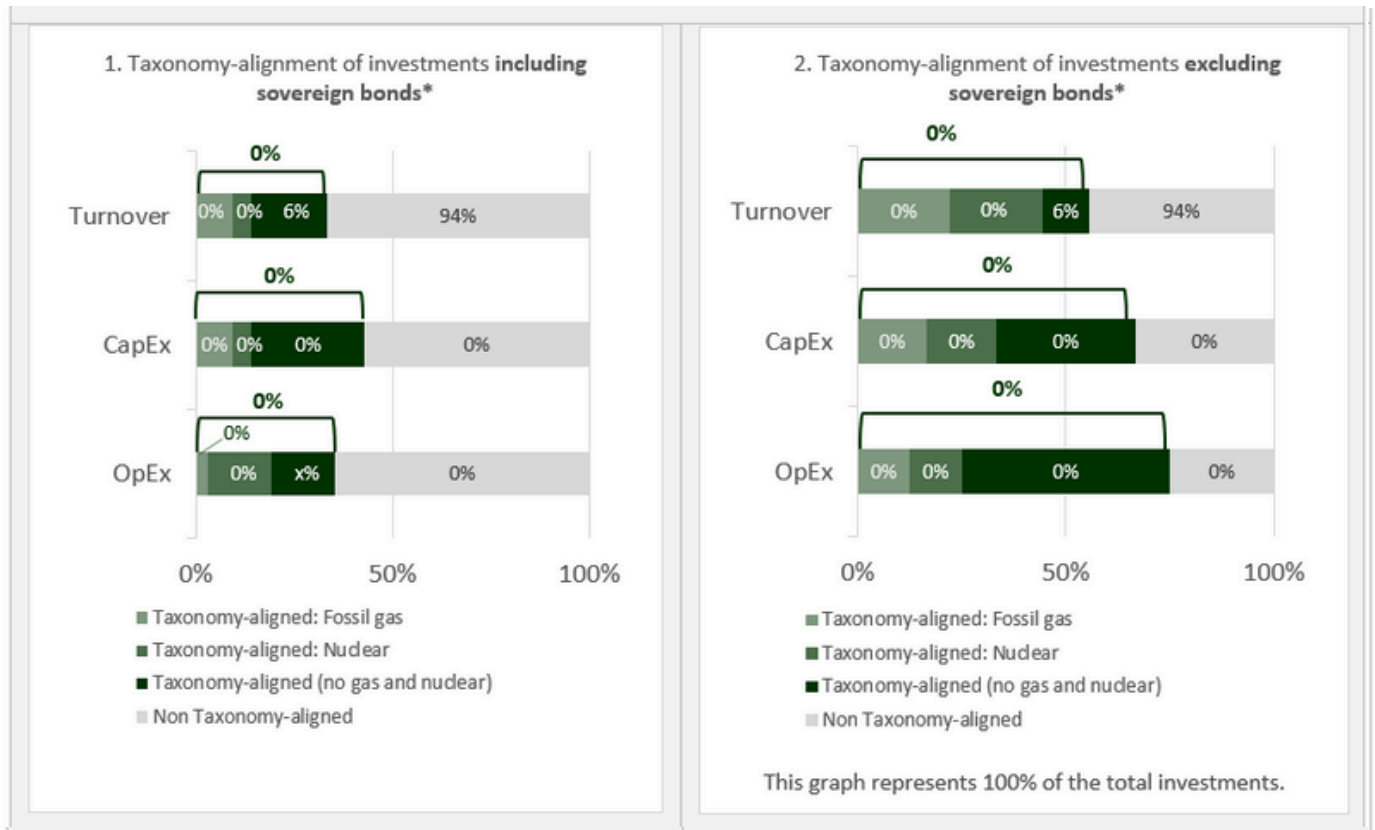 1. Taxonomy-alignment of investments including
sovereign bonds*
0%
Turnover 0% 0% 6% 94%
0%
CapEx 0% 0% 0% 0%
0%
0%
OpEx 0% x% 0%
0% 50% 100%
Taxonomy-aligned: Fossil gas
Taxonomy-aligned: Nuclear
Taxonomy-aligned (no gas and nuclear)
Non Taxonomy-aligned
2. Taxonomy-alignment of investments excluding
sovereign bonds*
0%
Turnover 0% 0% 6% 94%
0%
CapEx 0% 0% 0% 0%
0%
OpEx 0% 0% 0% 0%
0% 50% 100%
Taxonomy-aligned: Fossil gas
Taxonomy-aligned: Nuclear
Taxonomy-aligned (no gas and nuclear)
Non Taxonomy-aligned
This graph represents 100% of the total investments.